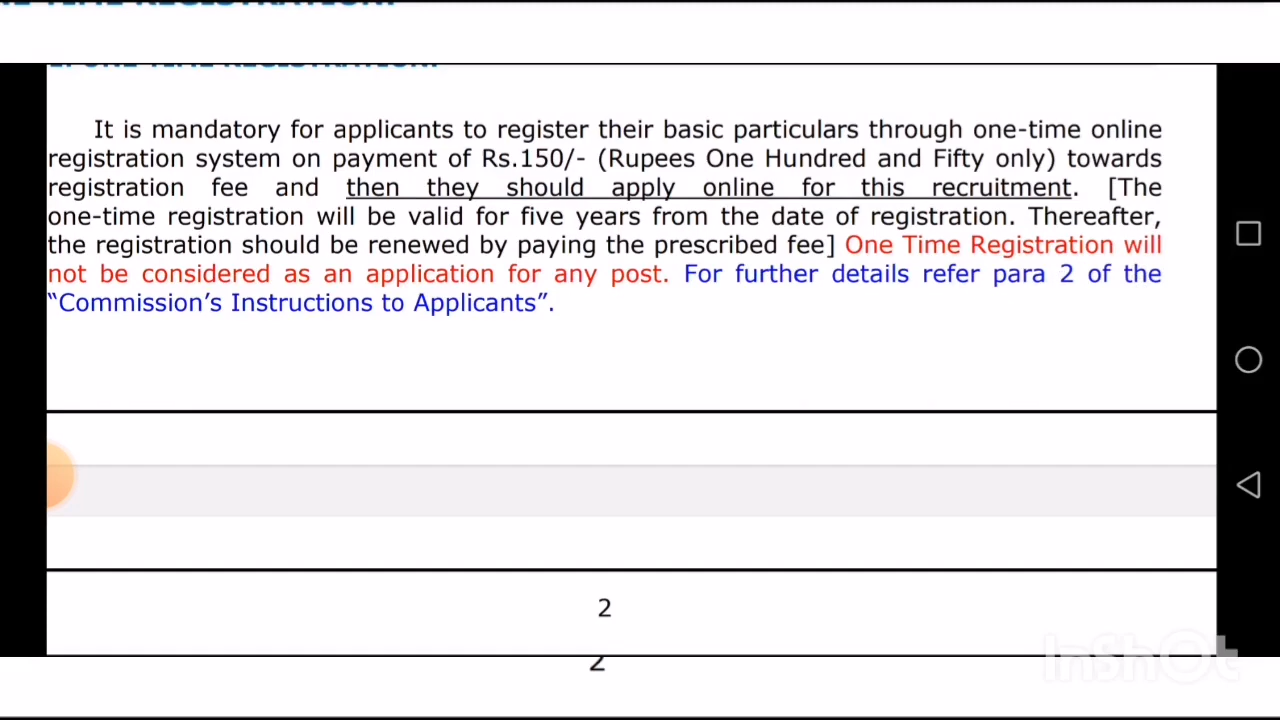 ONE TIME REGISTRATION:
It is mandatory for applicants to register their basic particulars through one-time online
registration system on payment of Rs.150/- (Rupees One Hundred and Fifty only) towards
registration fee and then they should apply online for this recruitment. [The
one-time registration will be valid for five years from the date of registration. Thereafter,
the registration should be renewed by paying the prescribed fee] One Time Registration will
not be considered as an application for any post. For further details refer para 2 of the
“Commission’s Instructions to Applicants”.
2
InShOt
2